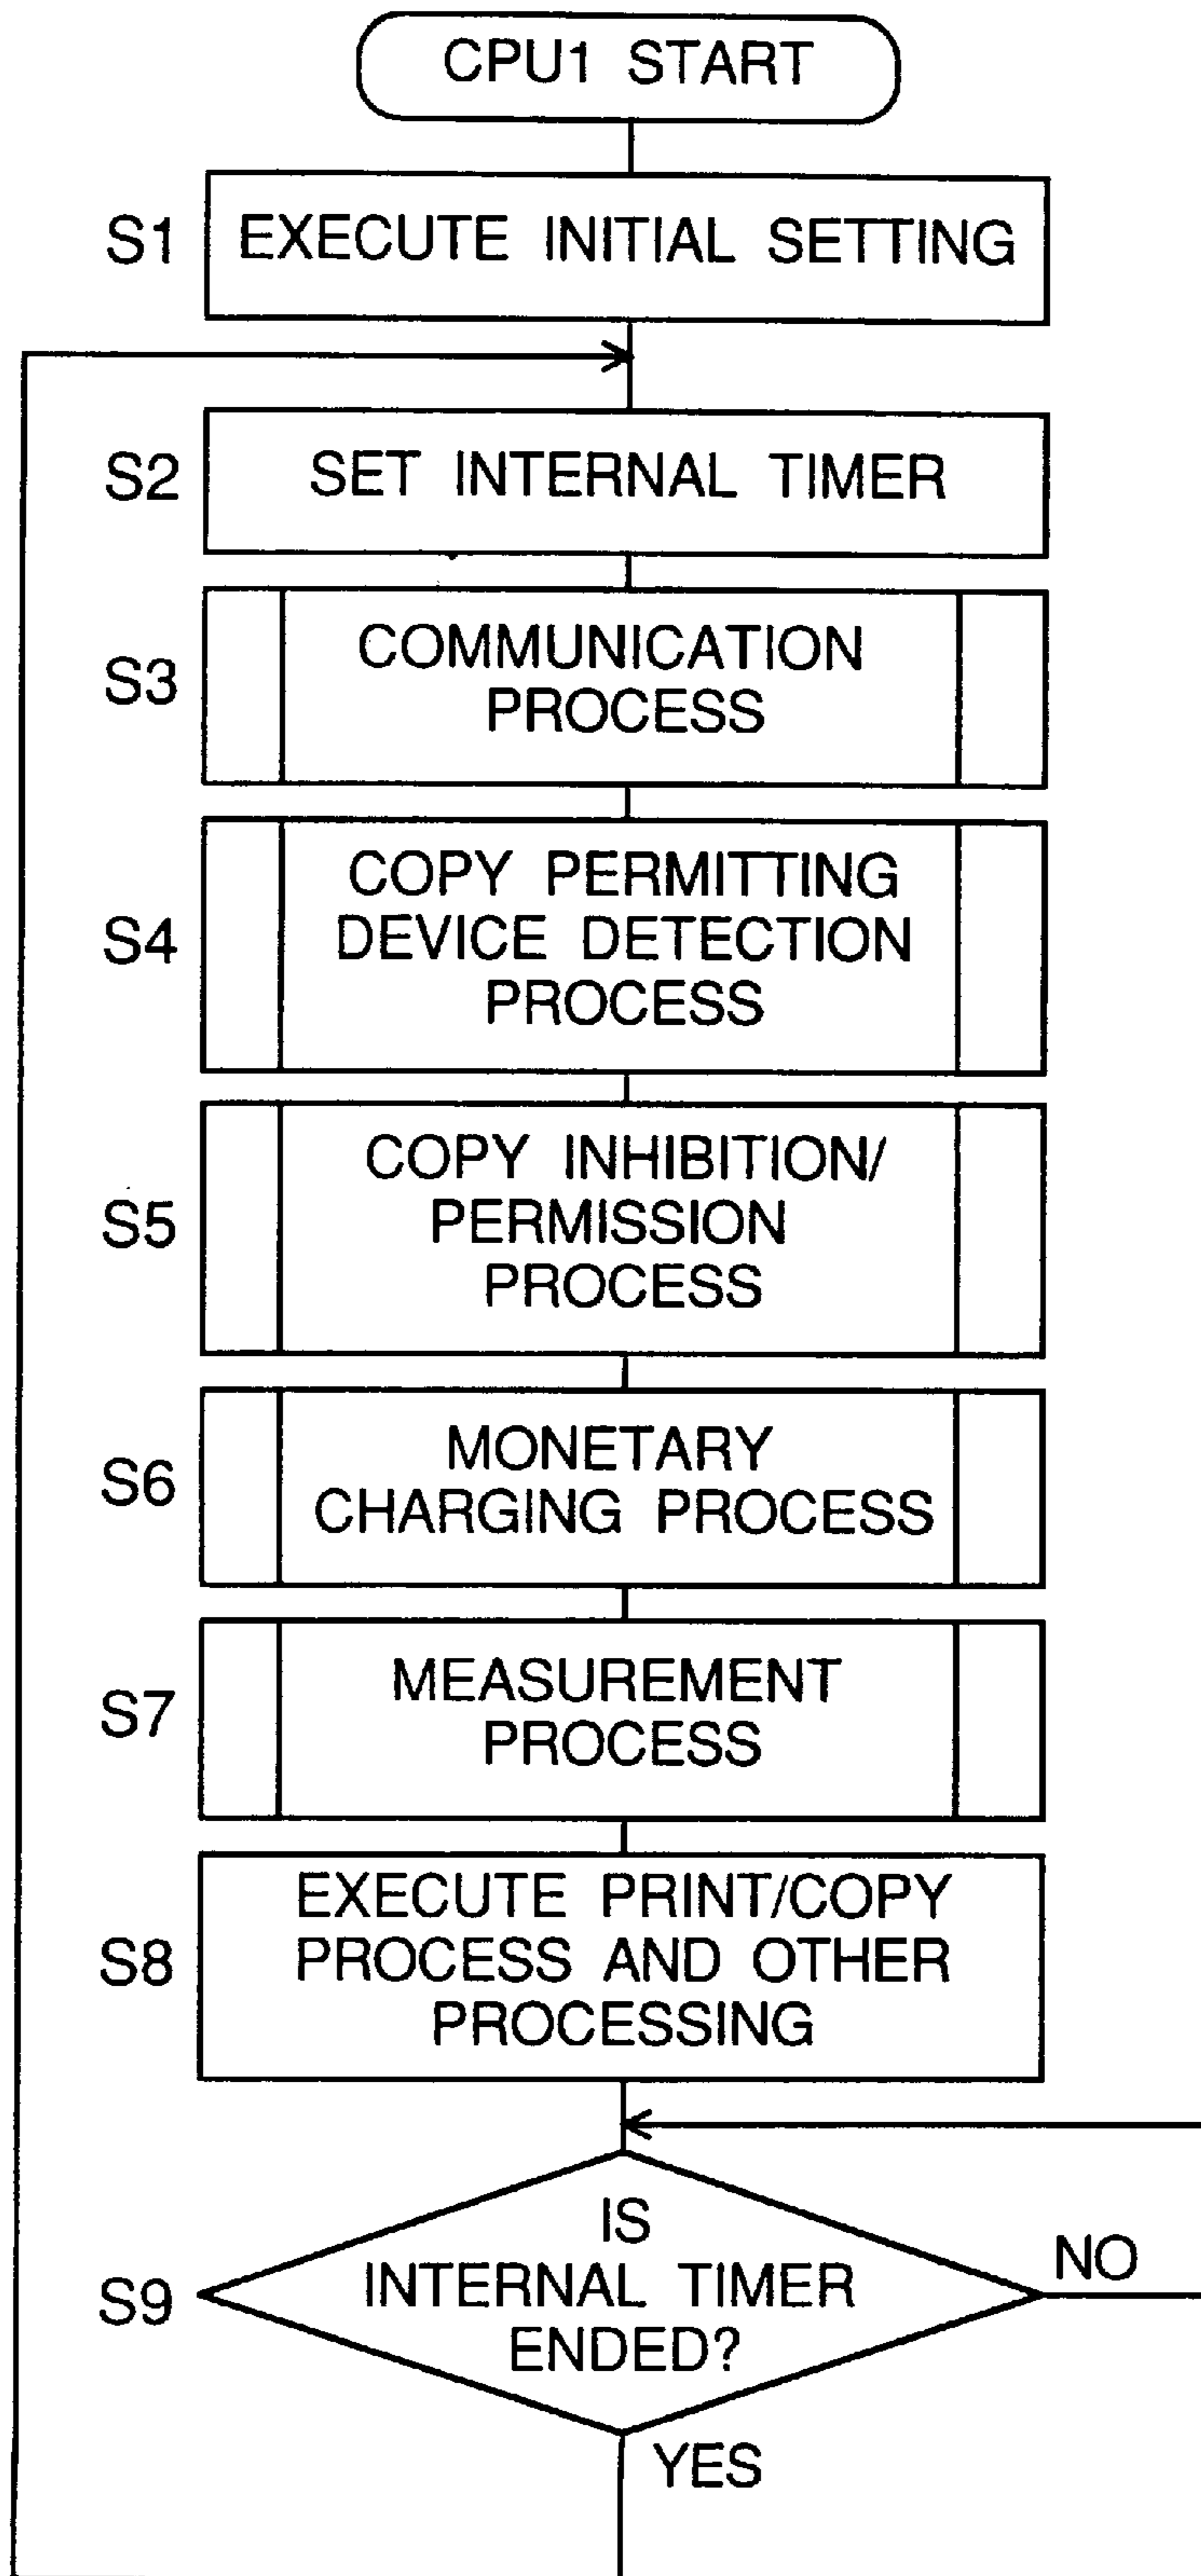 CPU1 START
S1
EXECUTE INITIAL SETTING
S2
SET INTERNAL TIMER
S3
COMMUNICATION
PROCESS
S4
COPY PERMITTING
DEVICE DETECTION
PROCESS
S5
COPY INHIBITION/
PERMISSION
PROCESS
S6
MONETARY
CHARGING PROCESS
S7
MEASUREMENT
PROCESS
S8
EXECUTE PRINT/COPY
PROCESS AND OTHER
PROCESSING
S9
IS
INTERNAL TIMER
ENDED?
NO
YES